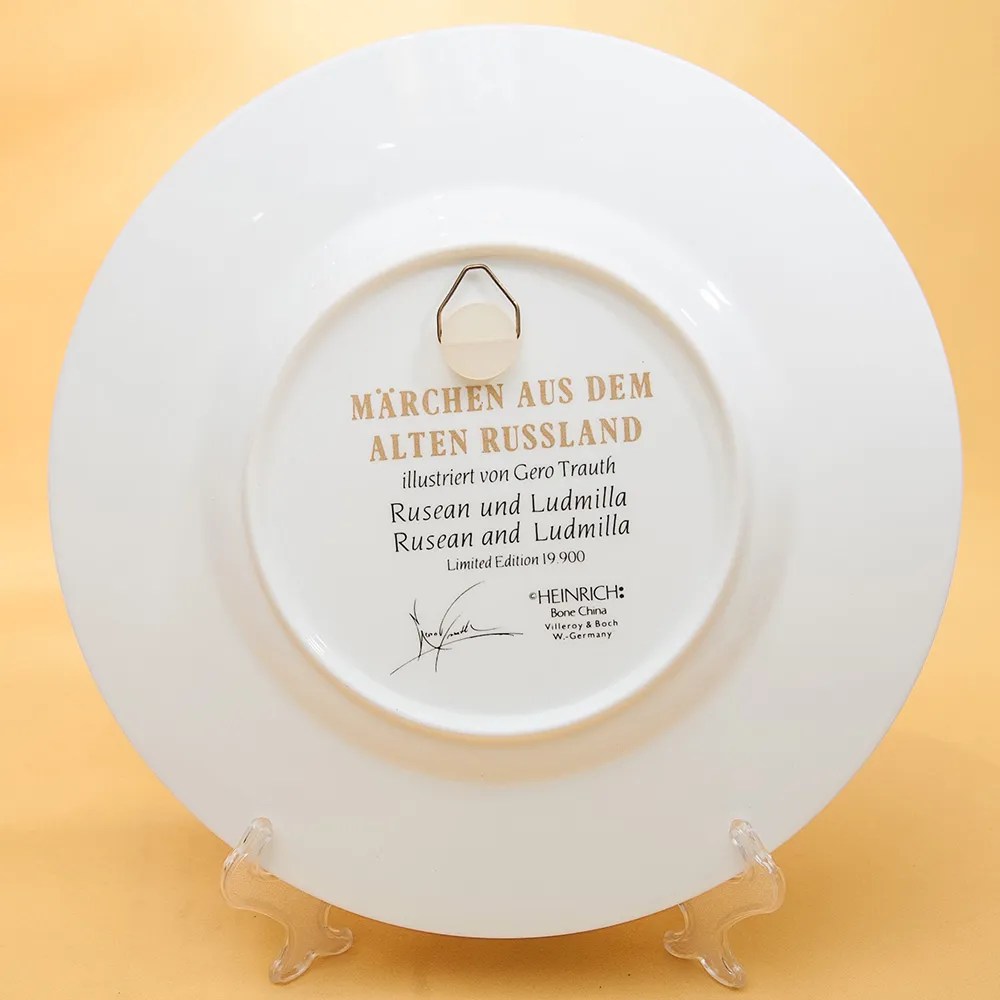 MÄRCHEN AUS DEM
ALTEN RUSSLAND
illustriert von Gero Trauth
Rusean und Ludmilla
Rusean and Ludmilla
Limited Edition 19.900
©HEINRICH:
Bone China
Villeroy & Boch
W.-Germany